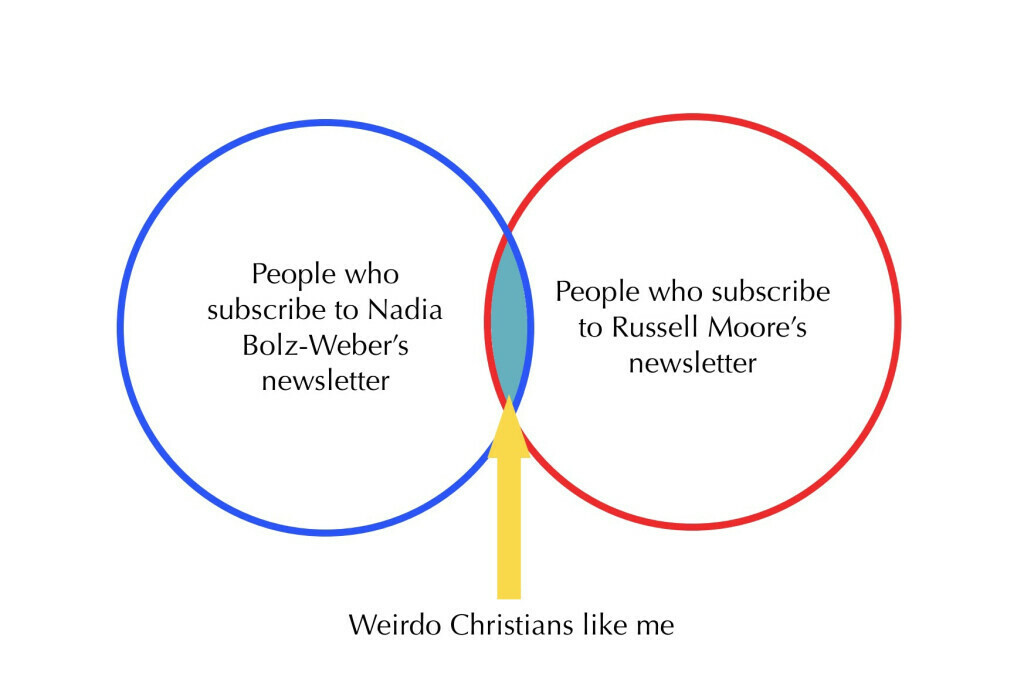 People who
subscribe to Nadia
Bolz-Weber’s
newsletter
People who subscribe
to Russell Moore’s
newsletter
Weirdo Christians like me